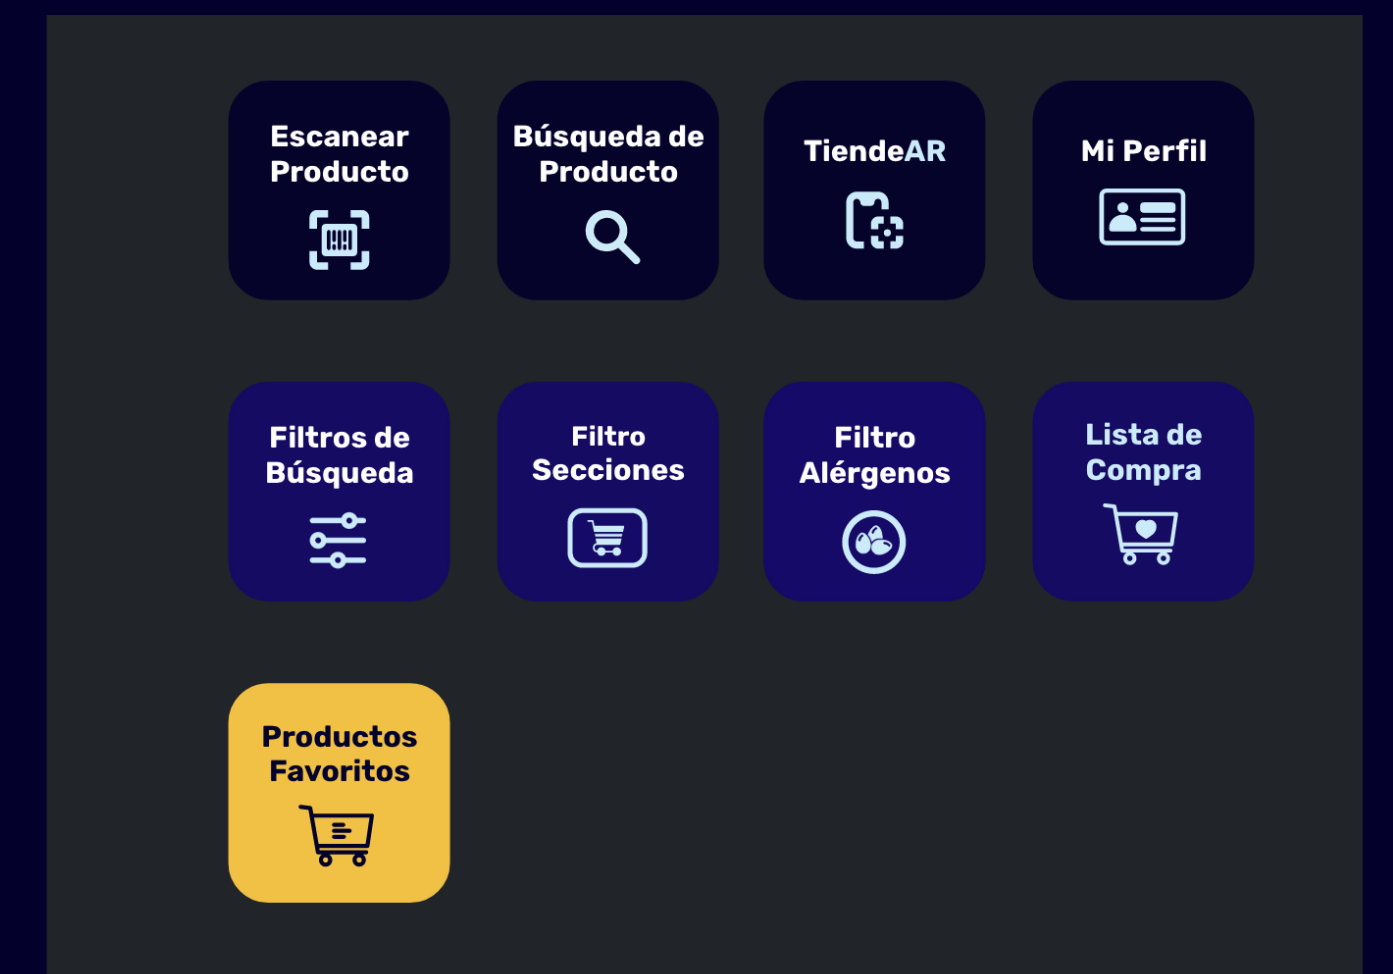 Escanear
Producto
Búsqueda de
Producto
TiendeAR
Mi Perfil
Filtros de
Búsqueda
Filtro
Secciones
Filtro
Alérgenos
Lista de
Compra
Productos
Favoritos